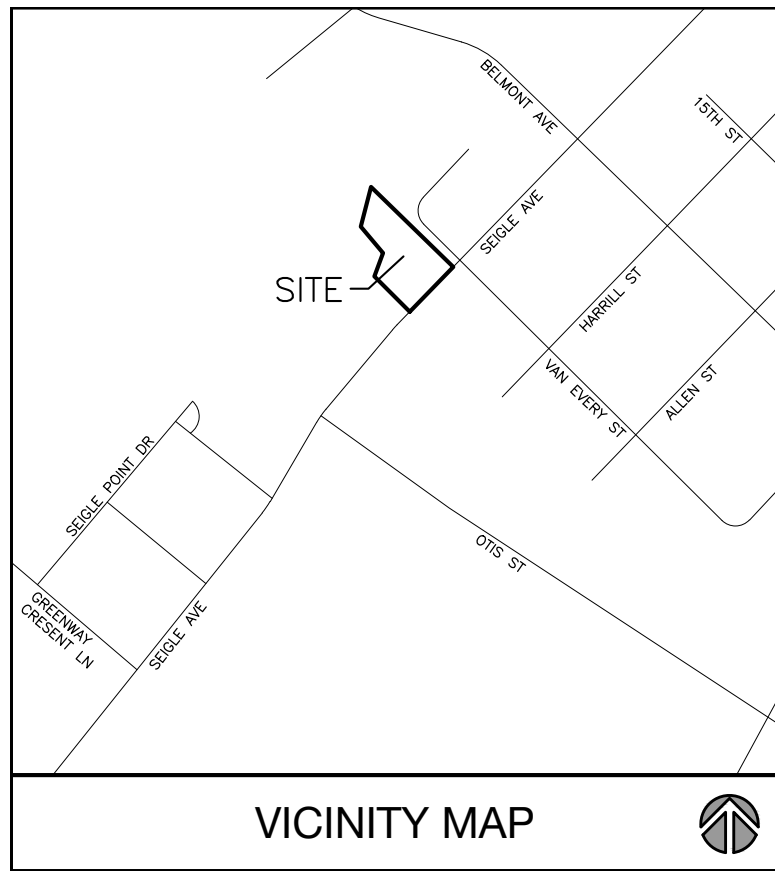 BELMONT AVE
15TH ST
SEIGLE AVE
SITE
HARRILL ST
VAN EVERY ST
ALLEN ST
SEIGLE POINT DR
OTIS ST
GREENWAY
CRESENT LN
SEIGLE AVE
VICINITY MAP